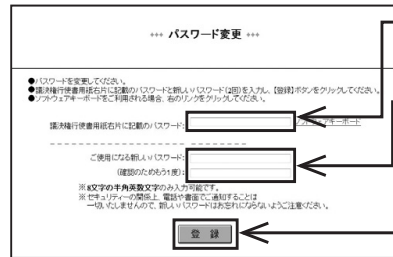 *** パスワード変更 ***
●パスワードを変更してください。
●議決権行使書用紙右片に記載のパスワードと新しいパスワード(2回)を入力し、【登録】ボタンをクリックしてください。
●ソフトウェアキーボードをご利用される場合、右のリンクをクリックしてください。
ソフトウェアキーボード
議決権行使書用紙右片に記載のパスワード:
ご使用になる新しいパスワード:
(確認のためもう1度):
※8文字の半角英数文字のみ入力可能です。
※セキュリティーの関係上、電話や書面でご通知することは
一切いたしませんので、新しいパスワードはお忘れにならないようご注意ください。
登 録